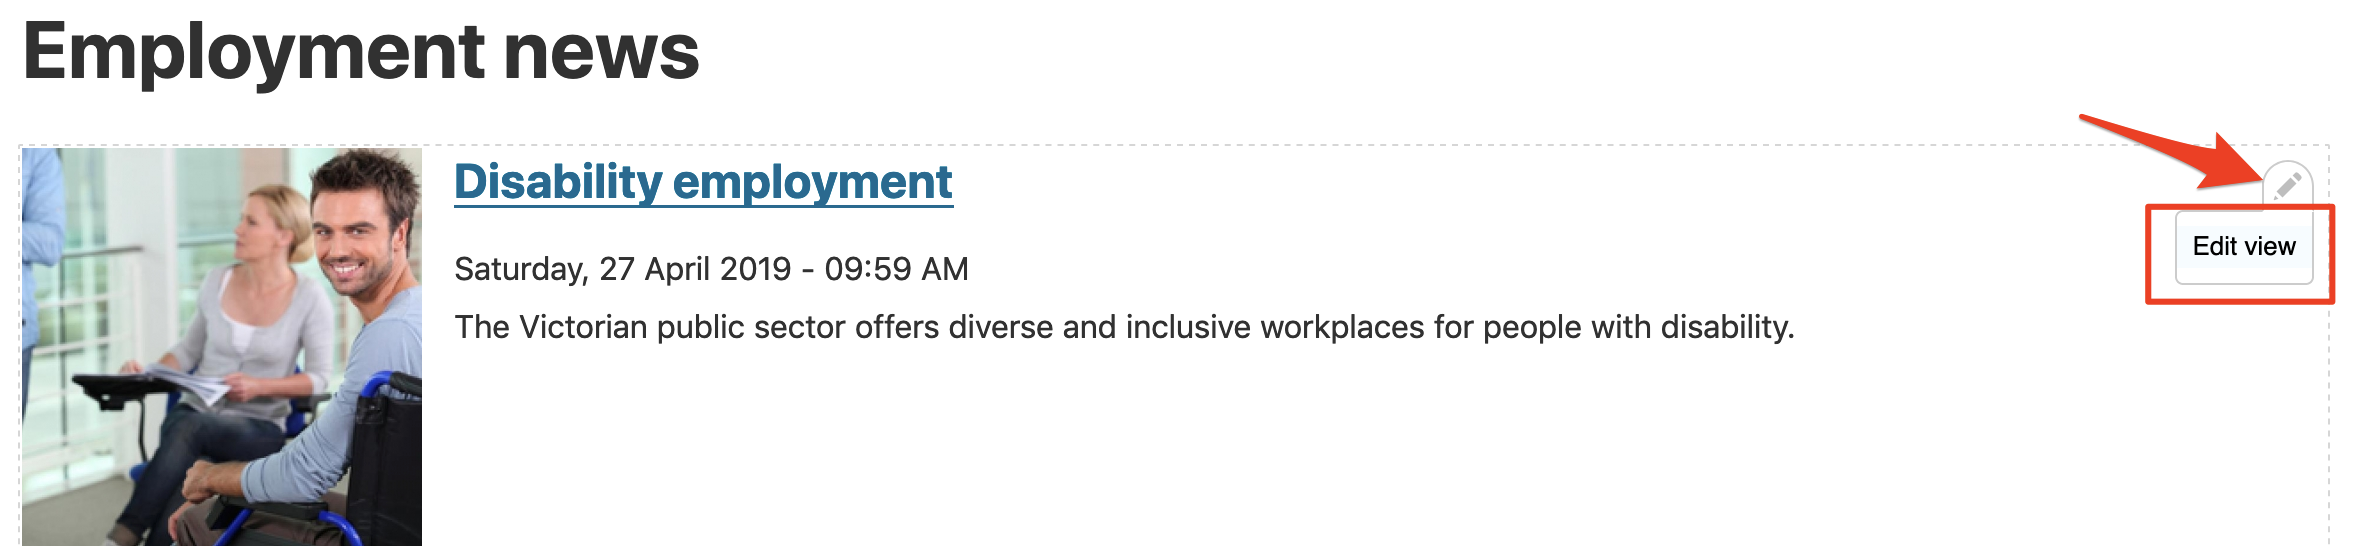 Employment news
Disability employment
Edit view
Saturday, 27 April 2019 - 09:59 AM
The Victorian public sector offers diverse and inclusive workplaces for people with disability.